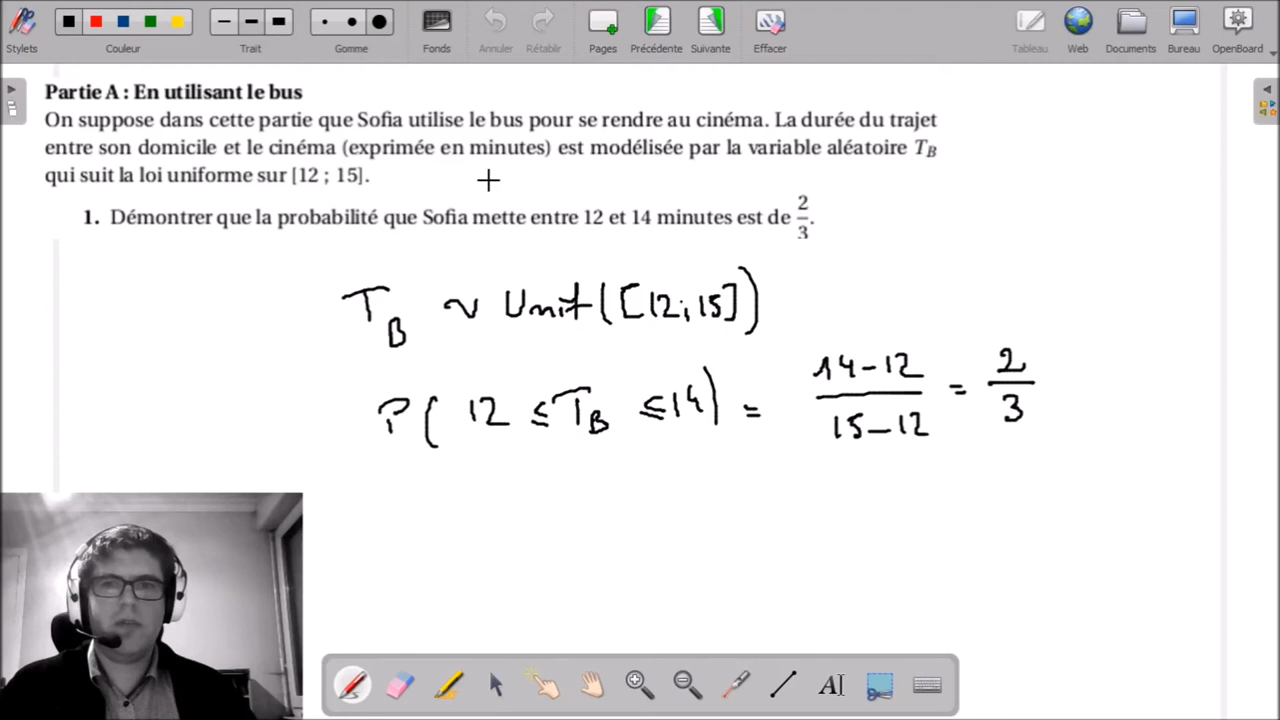 Stylets Couleur Trait Gomme Fonds Annuler Rétablir Pages Précédente Suivante Effacer Tableau Web Documents Bureau OpenBoard
Partie A : En utilisant le bus
On suppose dans cette partie que Sofia utilise le bus pour se rendre au cinéma. La durée du trajet
entre son domicile et le cinéma (exprimée en minutes) est modélisée par la variable aléatoire T_B
qui suit la loi uniforme sur [12 ; 15].
1. Démontrer que la probabilité que Sofia mette entre 12 et 14 minutes est de 2/3.
T_B ~ Unif([12;15])
P(12 ≤ T_B ≤ 14) = (14-12)/(15-12) = 2/3
AI